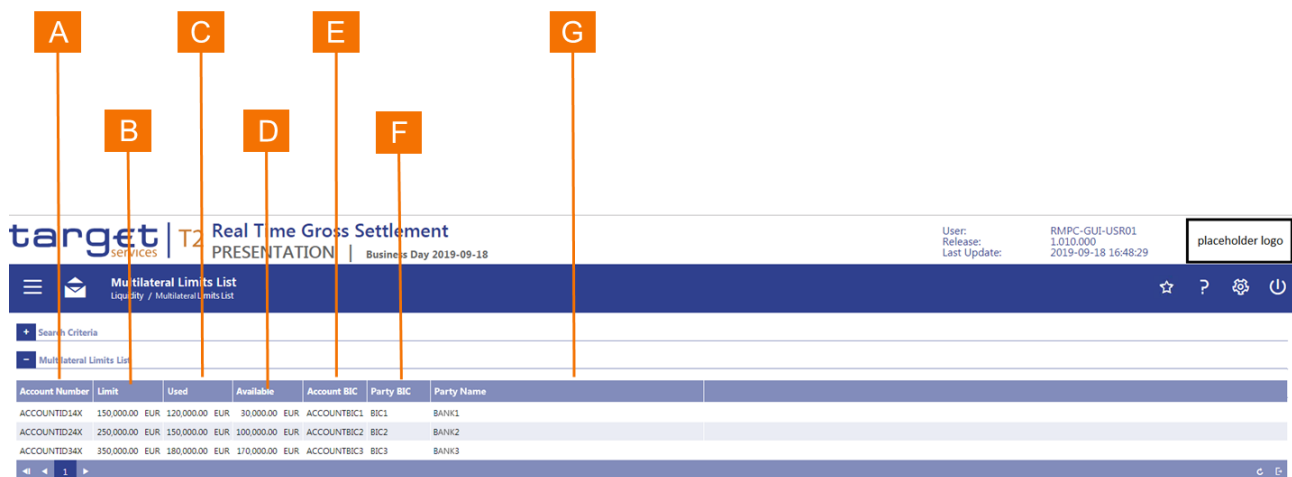 A C E G
B D F
target services | T2 Real Time Gross Settlement
PRESENTATION | Business Day 2019-09-18
User: RMPC-GUI-USR01
Release: 1.010.000
Last Update: 2019-09-18 16:48:29
placeholder logo
Multilateral Limits List
Liquidity / Multilateral Limits List
? 
+ Search Criteria
− Multilateral Limits List
Account Number Limit Used Available Account BIC Party BIC Party Name
ACCOUNTID14X 150,000.00 EUR 120,000.00 EUR 30,000.00 EUR ACCOUNTBIC1 BIC1 BANK1
ACCOUNTID24X 250,000.00 EUR 150,000.00 EUR 100,000.00 EUR ACCOUNTBIC2 BIC2 BANK2
ACCOUNTID34X 350,000.00 EUR 180,000.00 EUR 170,000.00 EUR ACCOUNTBIC3 BIC3 BANK3
1